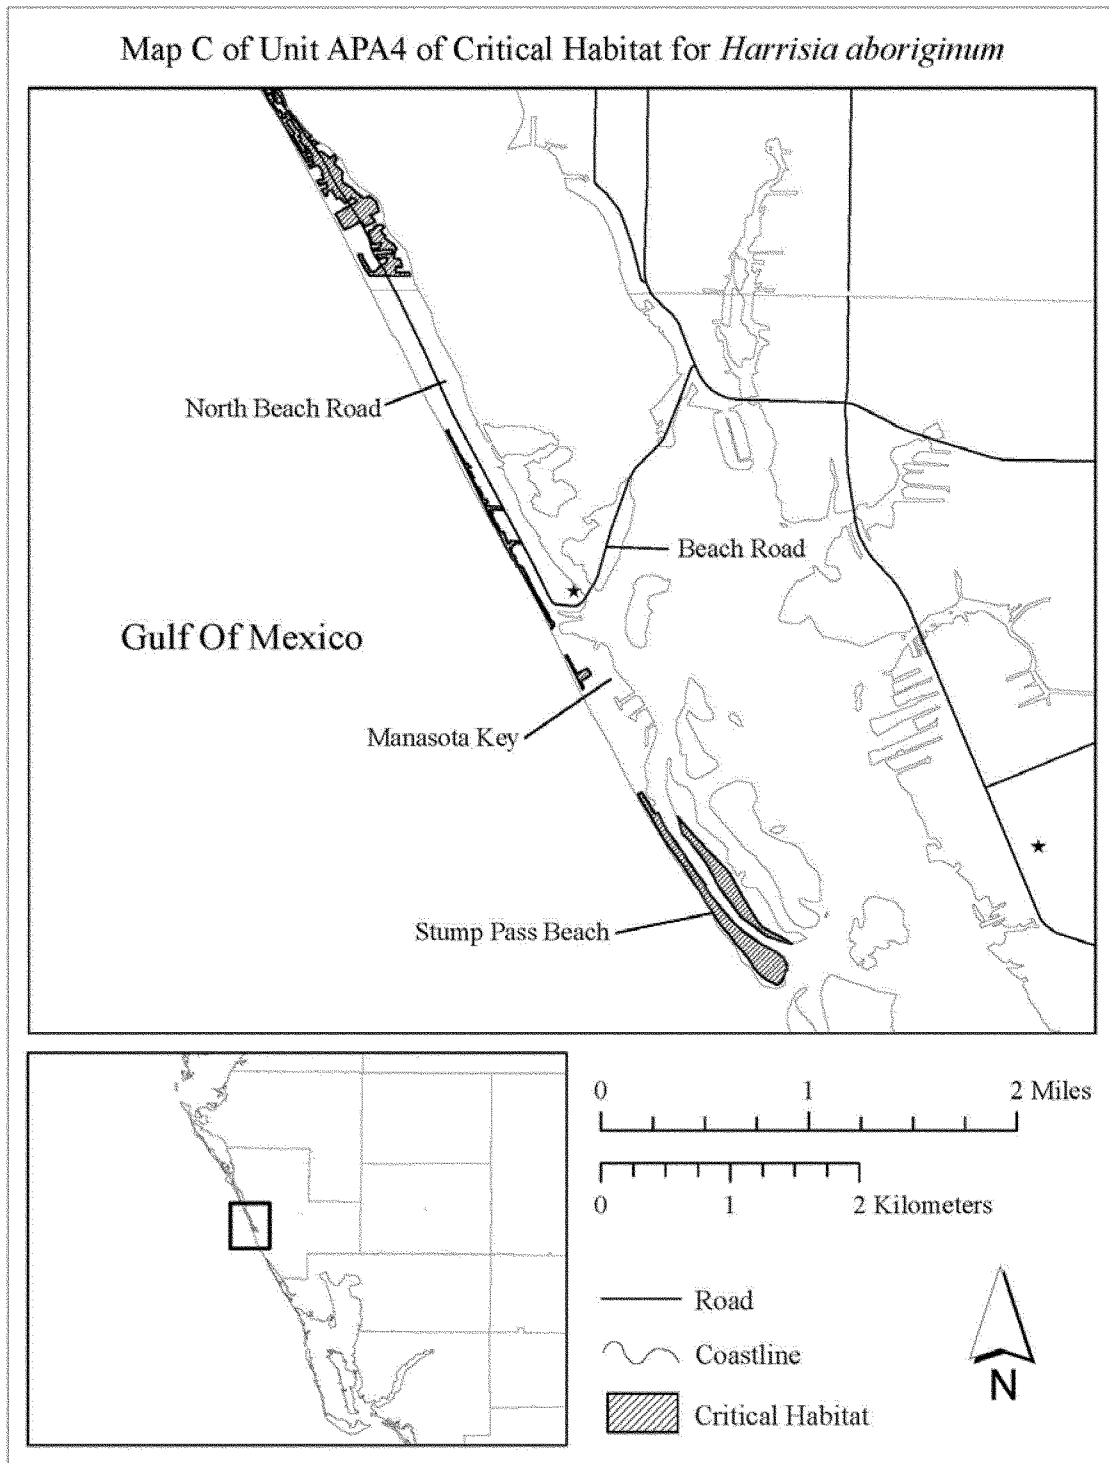 Map C of Unit APA4 of Critical Habitat for Harrisia aboriginum
North Beach Road
Beach Road
Gulf Of Mexico
Manasota Key
Stump Pass Beach
0 1 2 Miles
0 1 2 Kilometers
Road
Coastline
Critical Habitat
N